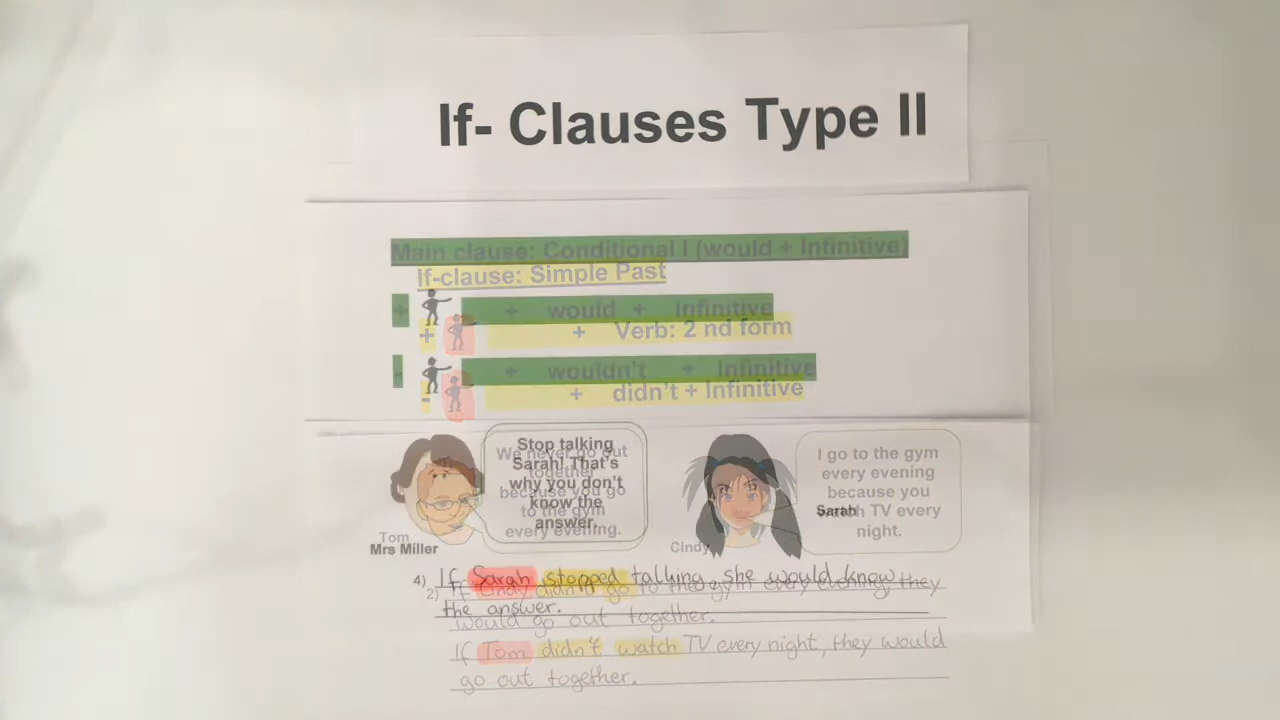 If- Clauses Type II
Main clause: Conditional I (would + Infinitive)
If-clause: Simple Past
+ + would + Infinitive
+ + Verb: 2 nd form
- + wouldn't + Infinitive
- + didn't + Infinitive
Stop talking
Sarah! That's
why you don't
know the
answer.
We never go out
together
because you go
to the gym
every evening.
I go to the gym
every evening
because you
watch TV every
night.
Sarah
Tom
Mrs Miller
Cindy
4) If Sarah stopped talking, she would know
the answer.
2) If Cindy didn't go to the gym every evening, they
would go out together.
If Tom didn't watch TV every night, they would
go out together.